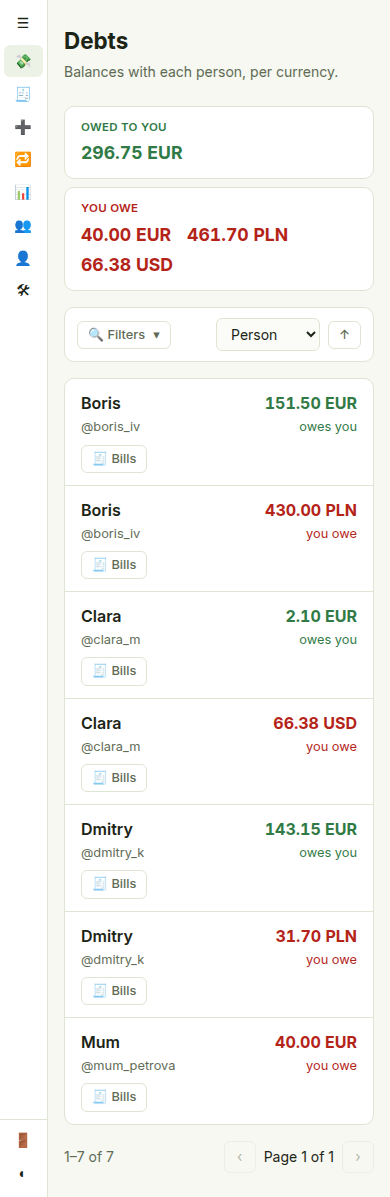 Debts
Balances with each person, per currency.
OWED TO YOU
296.75 EUR
YOU OWE
40.00 EUR 461.70 PLN
66.38 USD
Filters ▾ Person ↑
Boris 151.50 EUR
@boris_iv owes you
Bills
Boris 430.00 PLN
@boris_iv you owe
Bills
Clara 2.10 EUR
@clara_m owes you
Bills
Clara 66.38 USD
@clara_m you owe
Bills
Dmitry 143.15 EUR
@dmitry_k owes you
Bills
Dmitry 31.70 PLN
@dmitry_k you owe
Bills
Mum 40.00 EUR
@mum_petrova you owe
Bills
1–7 of 7 ‹ Page 1 of 1 ›